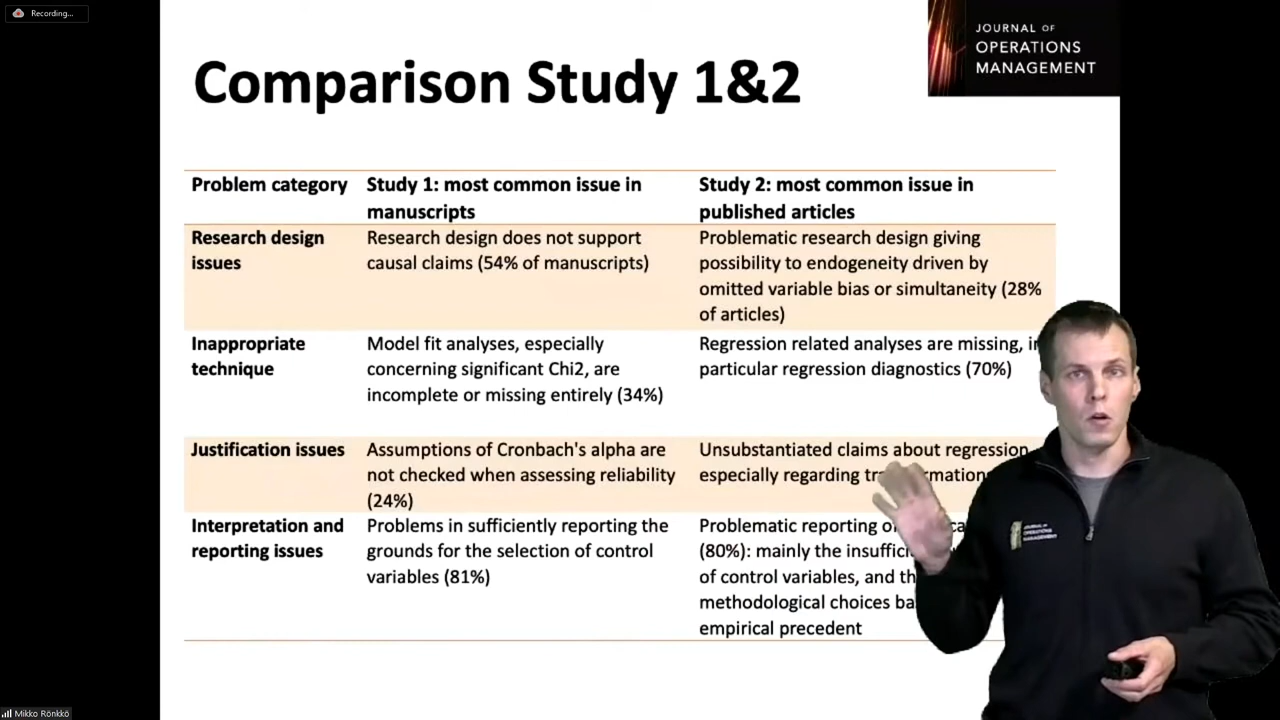 Recording...
JOURNAL OF
OPERATIONS
MANAGEMENT
Comparison Study 1&2
Problem category
Study 1: most common issue in
manuscripts
Study 2: most common issue in
published articles
Research design
issues
Research design does not support
causal claims (54% of manuscripts)
Problematic research design giving
possibility to endogeneity driven by
omitted variable bias or simultaneity (28%
of articles)
Inappropriate
technique
Model fit analyses, especially
concerning significant Chi2, are
incomplete or missing entirely (34%)
Regression related analyses are missing,
particular regression diagnostics (70%)
Justification issues
Assumptions of Cronbach's alpha are
not checked when assessing reliability
(24%)
Unsubstantiated claims about regression
especially regarding
Interpretation and
reporting issues
Problems in sufficiently reporting the
grounds for the selection of control
variables (81%)
Problematic reporting
(80%): mainly the
of control variables, and
methodological choices
empirical precedent
JOURNAL OF
OPERATIONS
MANAGEMENT
Mikko Rönkkö